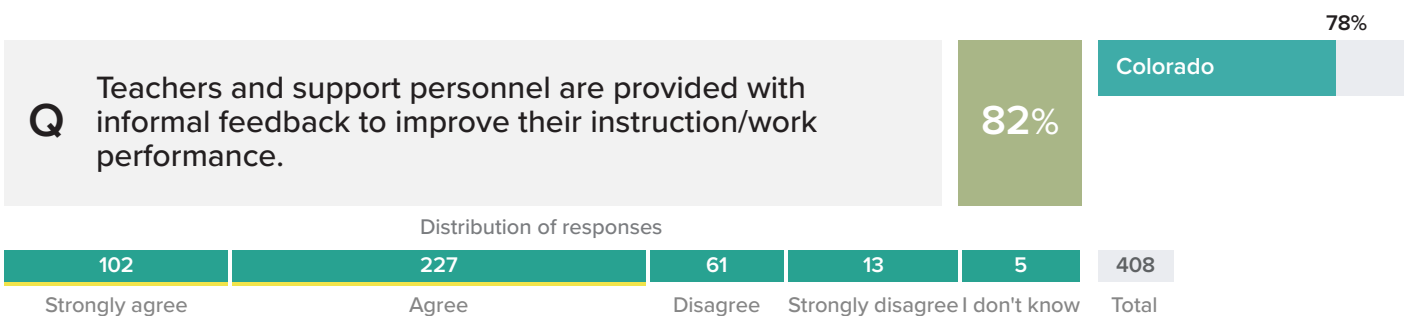 78%
Q
Teachers and support personnel are provided with
informal feedback to improve their instruction/work
performance.
82%
Colorado
Distribution of responses
102 227 61 13 5 408
Strongly agree Agree Disagree Strongly disagree I don't know Total